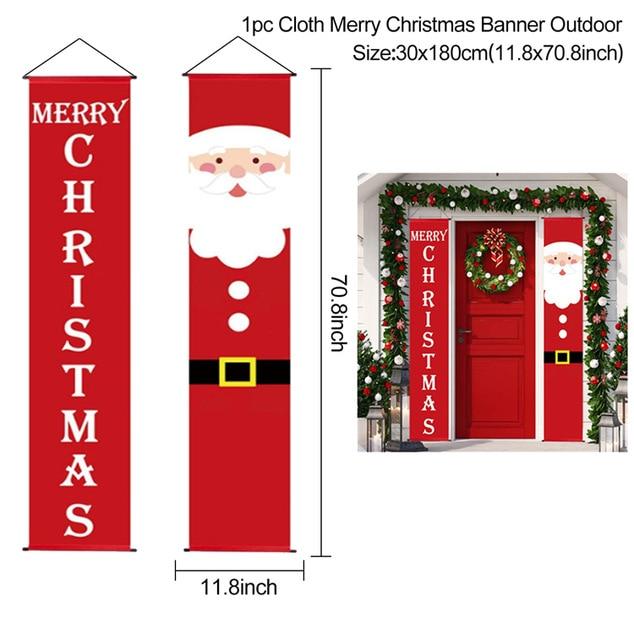 1pc Cloth Merry Christmas Banner Outdoor
Size:30x180cm(11.8x70.8inch)
MERRY
C
H
R
I
S
T
M
A
S
70.8inch
11.8inch
MERRY
C
H
R
I
S
T
M
A
S